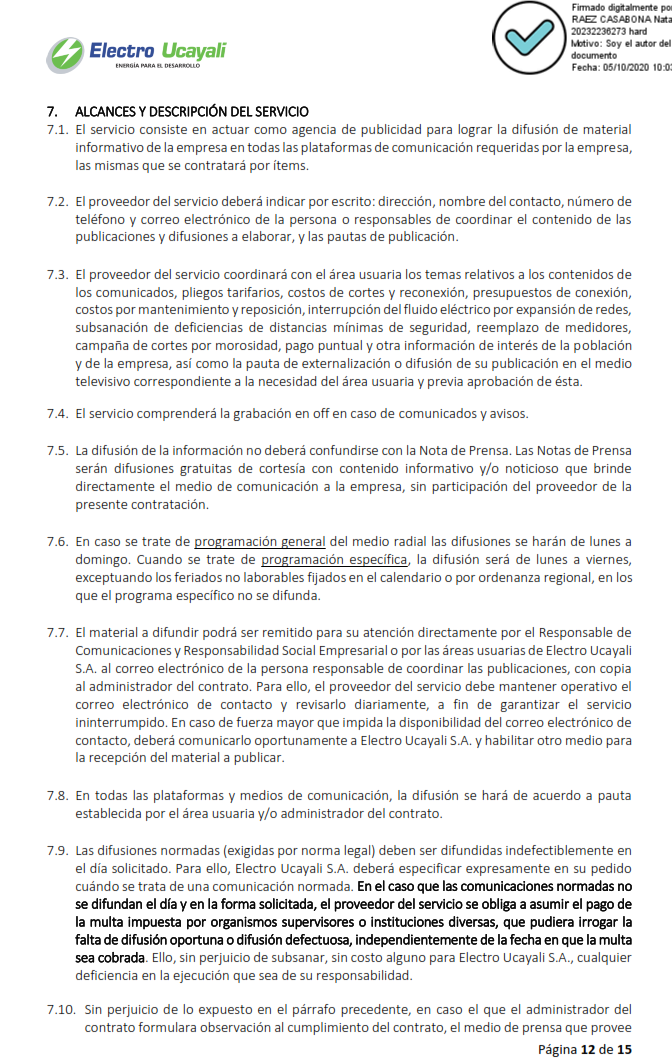 Electro Ucayali
ENERGÍA PARA EL DESARROLLO
Firmado digitalmente po
RAEZ CASABONA Nata
20232236273 hard
Motivo: Soy el autor del
documento
Fecha: 05/10/2020 10:03
7. ALCANCES Y DESCRIPCIÓN DEL SERVICIO
7.1. El servicio consiste en actuar como agencia de publicidad para lograr la difusión de material
informativo de la empresa en todas las plataformas de comunicación requeridas por la empresa,
las mismas que se contratará por ítems.
7.2. El proveedor del servicio deberá indicar por escrito: dirección, nombre del contacto, número de
teléfono y correo electrónico de la persona o responsables de coordinar el contenido de las
publicaciones y difusiones a elaborar, y las pautas de publicación.
7.3. El proveedor del servicio coordinará con el área usuaria los temas relativos a los contenidos de
los comunicados, pliegos tarifarios, costos de cortes y reconexión, presupuestos de conexión,
costos por mantenimiento y reposición, interrupción del fluido eléctrico por expansión de redes,
subsanación de deficiencias de distancias mínimas de seguridad, reemplazo de medidores,
campaña de cortes por morosidad, pago puntual y otra información de interés de la población
y de la empresa, así como la pauta de externalización o difusión de su publicación en el medio
televisivo correspondiente a la necesidad del área usuaria y previa aprobación de ésta.
7.4. El servicio comprenderá la grabación en off en caso de comunicados y avisos.
7.5. La difusión de la información no deberá confundirse con la Nota de Prensa. Las Notas de Prensa
serán difusiones gratuitas de cortesía con contenido informativo y/o noticioso que brinde
directamente el medio de comunicación a la empresa, sin participación del proveedor de la
presente contratación.
7.6. En caso se trate de programación general del medio radial las difusiones se harán de lunes a
domingo. Cuando se trate de programación específica, la difusión será de lunes a viernes,
exceptuando los feriados no laborables fijados en el calendario o por ordenanza regional, en los
que el programa específico no se difunda.
7.7. El material a difundir podrá ser remitido para su atención directamente por el Responsable de
Comunicaciones y Responsabilidad Social Empresarial o por las áreas usuarias de Electro Ucayali
S.A. al correo electrónico de la persona responsable de coordinar las publicaciones, con copia
al administrador del contrato. Para ello, el proveedor del servicio debe mantener operativo el
correo electrónico de contacto y revisarlo diariamente, a fin de garantizar el servicio
ininterrumpido. En caso de fuerza mayor que impida la disponibilidad del correo electrónico de
contacto, deberá comunicarlo oportunamente a Electro Ucayali S.A. y habilitar otro medio para
la recepción del material a publicar.
7.8. En todas las plataformas y medios de comunicación, la difusión se hará de acuerdo a pauta
establecida por el área usuaria y/o administrador del contrato.
7.9. Las difusiones normadas (exigidas por norma legal) deben ser difundidas indefectiblemente en
el día solicitado. Para ello, Electro Ucayali S.A. deberá especificar expresamente en su pedido
cuándo se trata de una comunicación normada. En el caso que las comunicaciones normadas no
se difundan el día y en la forma solicitada, el proveedor del servicio se obliga a asumir el pago de
la multa impuesta por organismos supervisores o instituciones diversas, que pudiera irrogar la
falta de difusión oportuna o difusión defectuosa, independientemente de la fecha en que la multa
sea cobrada. Ello, sin perjuicio de subsanar, sin costo alguno para Electro Ucayali S.A., cualquier
deficiencia en la ejecución que sea de su responsabilidad.
7.10. Sin perjuicio de lo expuesto en el párrafo precedente, en caso el que el administrador del
contrato formulara observación al cumplimiento del contrato, el medio de prensa que provee
Página 12 de 15